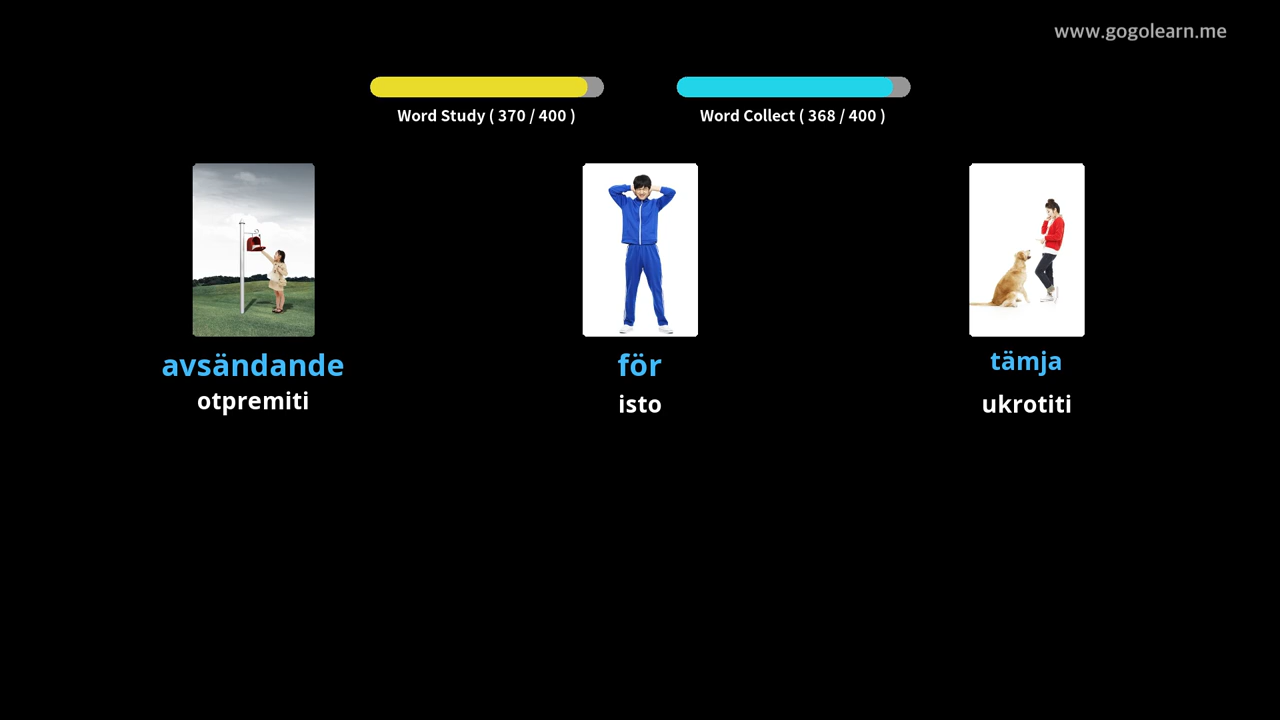 www.gogolearn.me
Word Study ( 370 / 400 )
Word Collect ( 368 / 400 )
avsändande
otpremiti
för
isto
tämja
ukrotiti